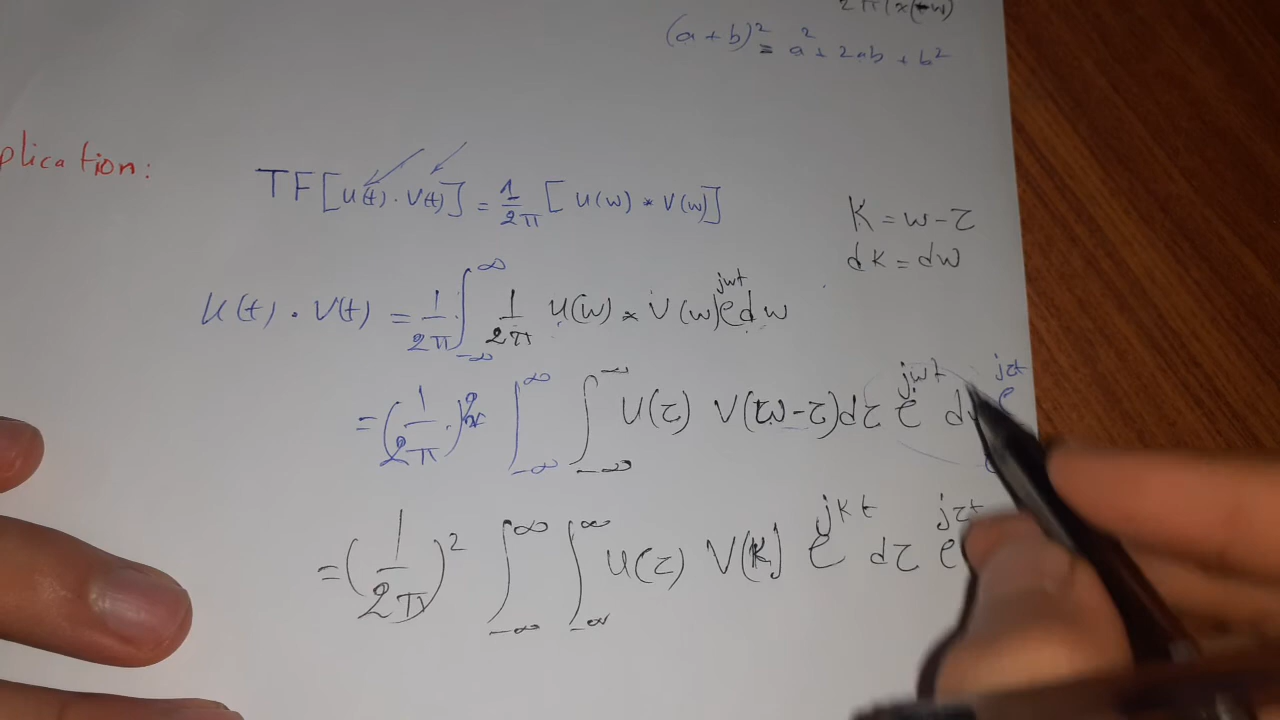 (a + b)² = a² + 2ab + b²
plication:
TF[u(t) . V(t)] = 1/2π [ U(w) * V(w)]
K = w - τ
dK = dw
U(t) . V(t) = 1/2π ∫_{-∞}^{∞} 1/2π U(w) * V(w) e^{jwt} dw
= (1/2π)² ∫_{-∞}^{∞} ∫_{-∞}^{∞} U(τ) V(w-τ)dτ e^{jwt} d e^{jτt}
= (1/2π)² ∫_{-∞}^{∞} ∫_{-∞}^{∞} U(τ) V(K) e^{jKt} dτ e^{jτt}